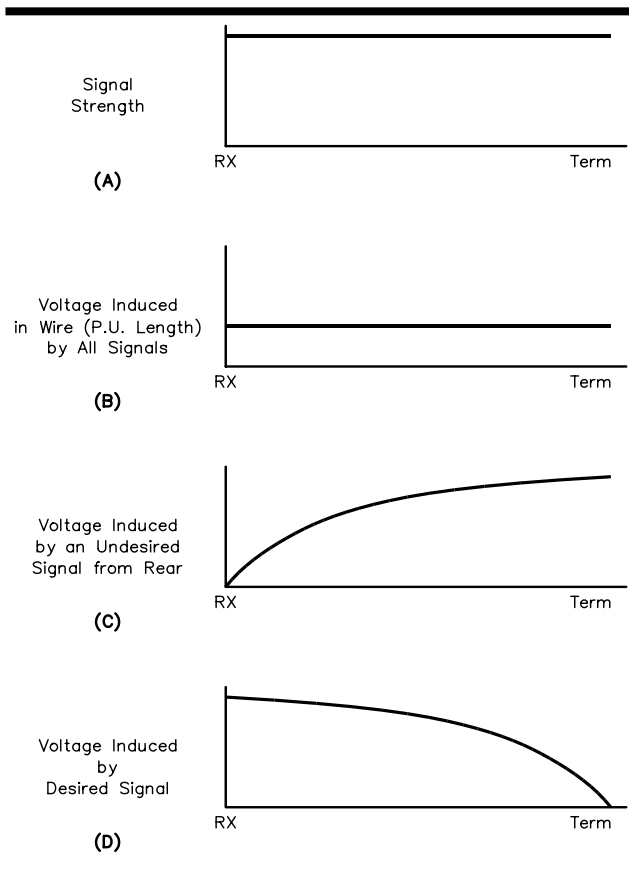 Signal
Strength
RX
Term
(A)
Voltage Induced
in Wire (P.U. Length)
by All Signals
RX
Term
(B)
Voltage Induced
by an Undesired
Signal from Rear
RX
Term
(C)
Voltage Induced
by
Desired Signal
RX
Term
(D)